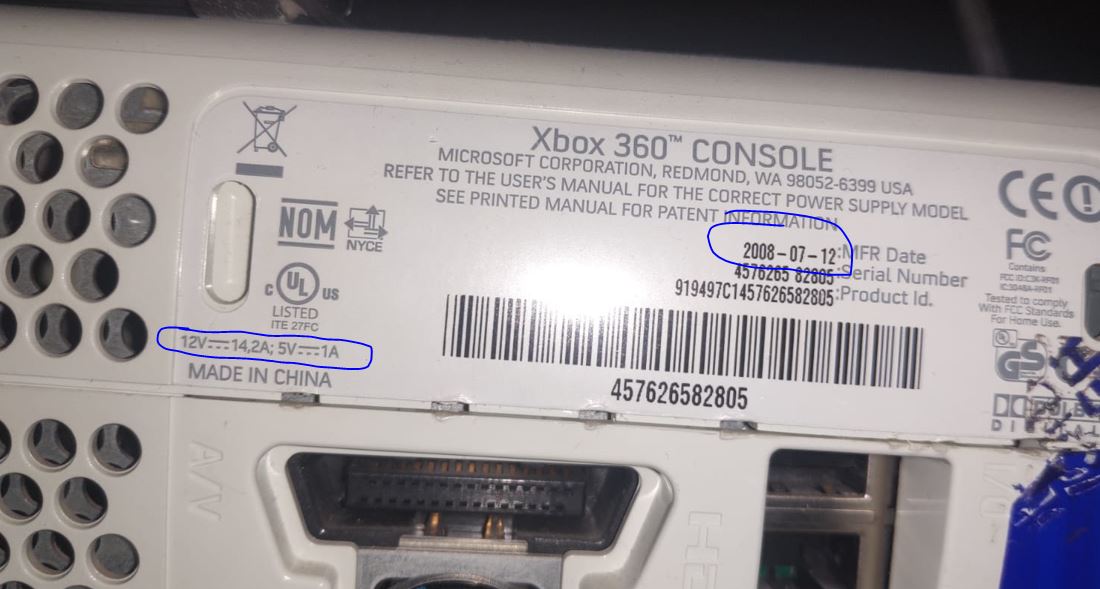 Xbox 360™ CONSOLE
MICROSOFT CORPORATION, REDMOND, WA 98052-6399 USA
REFER TO THE USER'S MANUAL FOR THE CORRECT POWER SUPPLY MODEL
SEE PRINTED MANUAL FOR PATENT INFORMATION
NOM
NYCE
2008-07-12:MFR Date
4576265 82805:Serial Number
919497C1457626582805:Product Id.
C UL US
LISTED
ITE 27FC
12V⎓14,2A; 5V⎓1A
MADE IN CHINA
457626582805
CE
FC
Contains
Tested to comply
With FCC Standards
For Home Use.
UL
GS
A/V